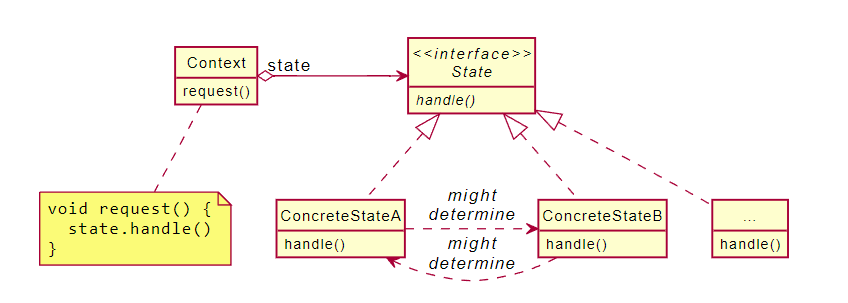 Context
request()
state
<<interface>>
State
handle()
void request() {
  state.handle()
}
ConcreteStateA
handle()
might
determine
might
determine
ConcreteStateB
handle()
...
handle()